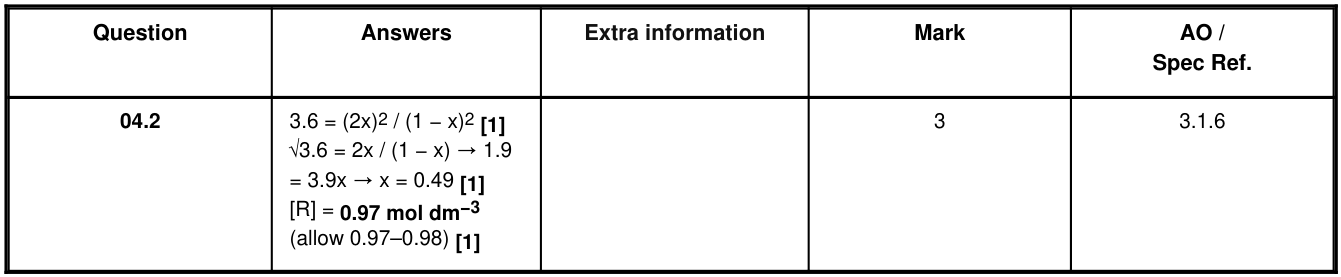 Question Answers Extra information Mark AO /
Spec Ref.
04.2 3.6 = (2x)2 / (1 − x)2 [1] 3 3.1.6
√3.6 = 2x / (1 − x) → 1.9
= 3.9x → x = 0.49 [1]
[R] = 0.97 mol dm−3
(allow 0.97–0.98) [1]